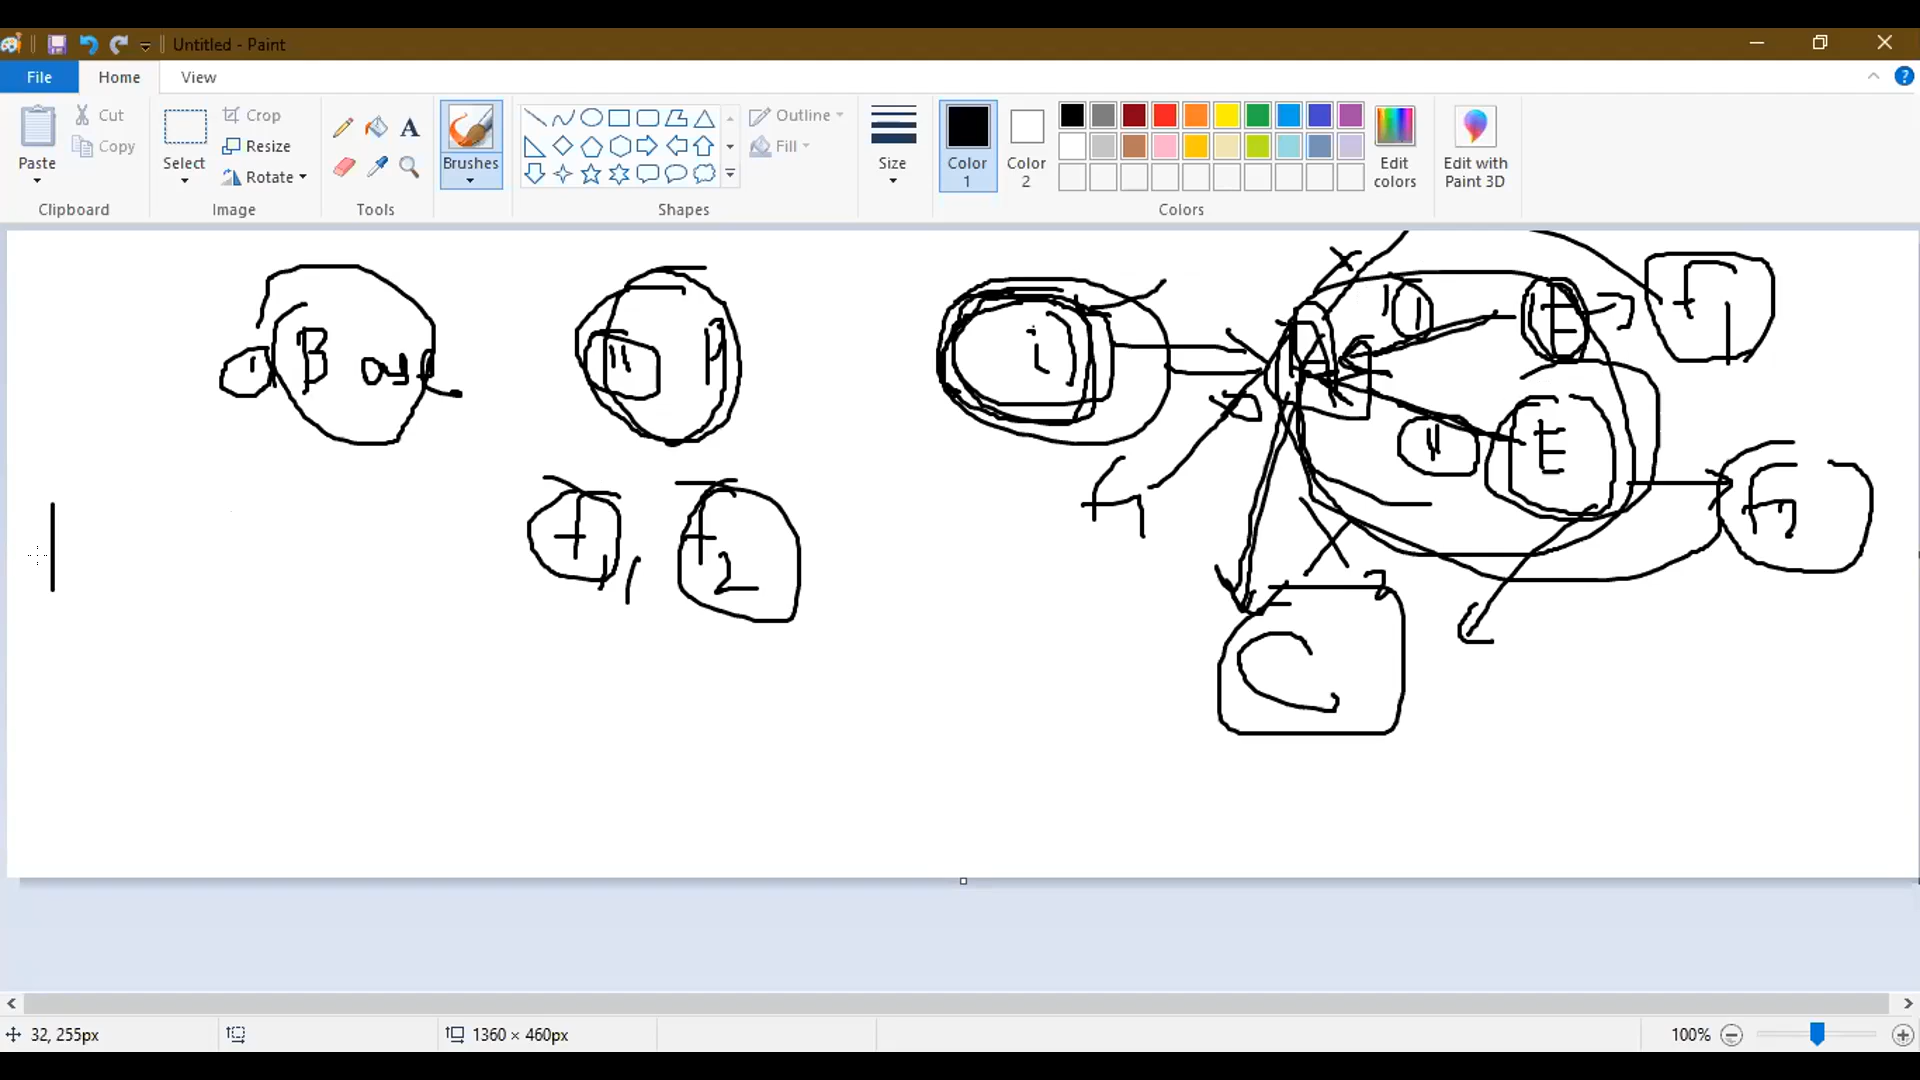 Untitled - Paint
File Home View
Paste
Cut
Copy
Clipboard
Select
Crop
Resize
Rotate
Image
Tools
Brushes
Shapes
Outline
Fill
Size
Color 1
Color 2
Colors
Edit colors
Edit with Paint 3D
Base
P
i
E
E
C
32, 255px
1360 × 460px
100%